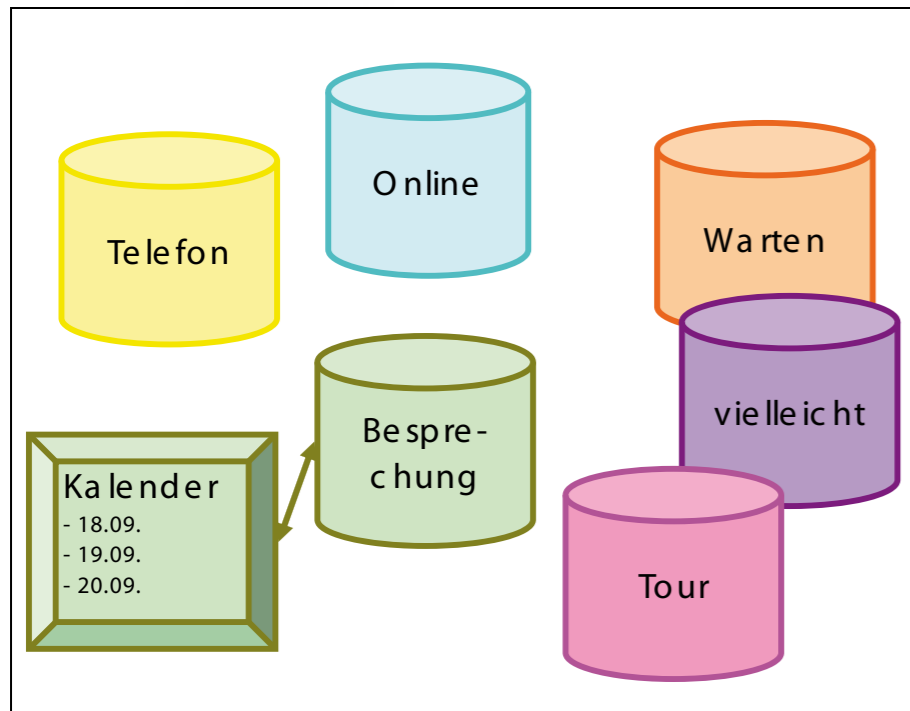 Online
Telefon
Warten
Bespre-
chung
vielleicht
Kalender
- 18.09.
- 19.09.
- 20.09.
Tour